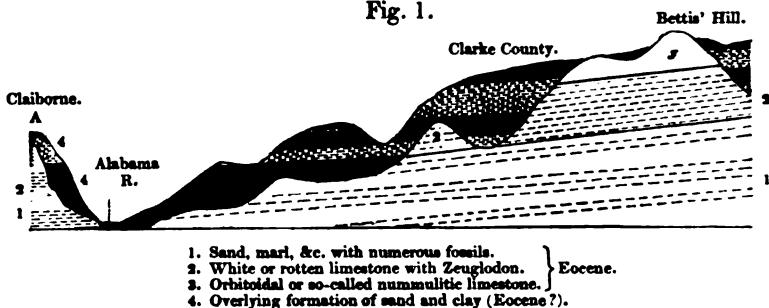 Fig. 1.
Bettis' Hill.
Clarke County.
Claiborne.
A
4
Alabama
R.
4
3
2
2
2
1
1
1. Sand, marl, &c. with numerous fossils.
2. White or rotten limestone with Zeuglodon.
3. Orbitoidal or so-called nummulitic limestone.
Eocene.
4. Overlying formation of sand and clay (Eocene?).